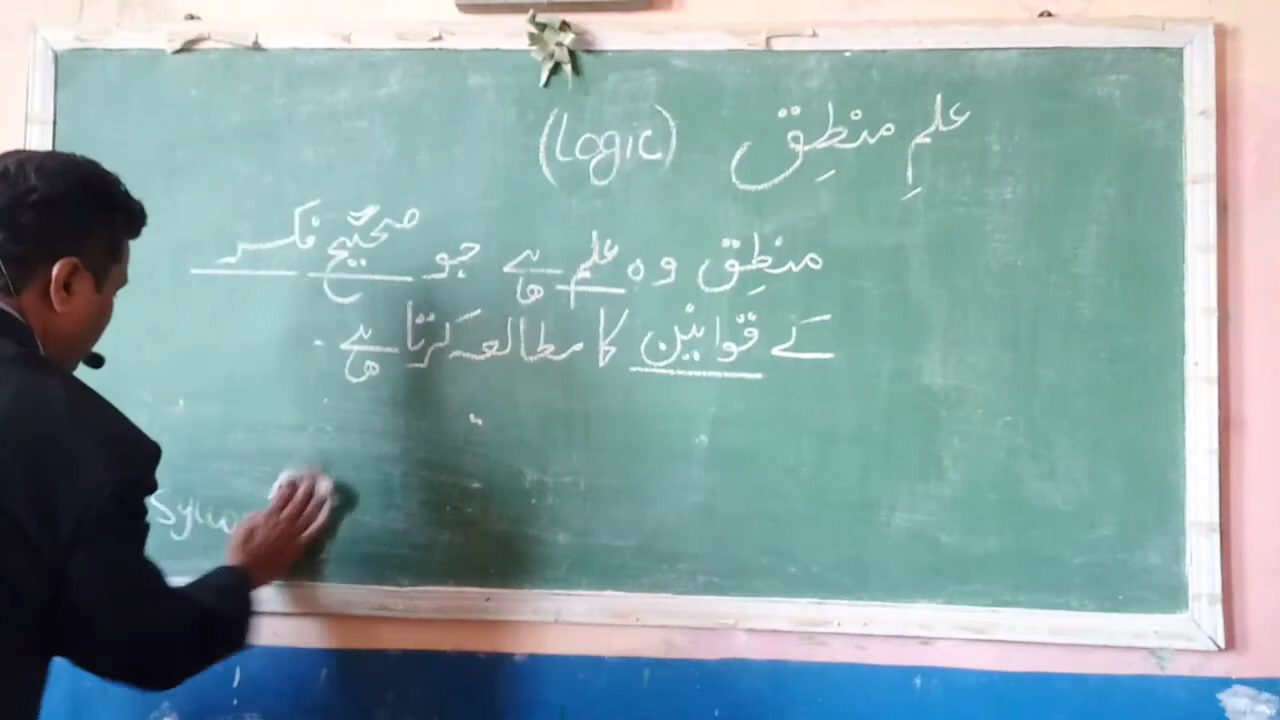 علمِ منطِق (Logic)
منطِق وہ علم ہے جو صحیح فکر
کے قوانین کا مطالعہ کرتا ہے۔